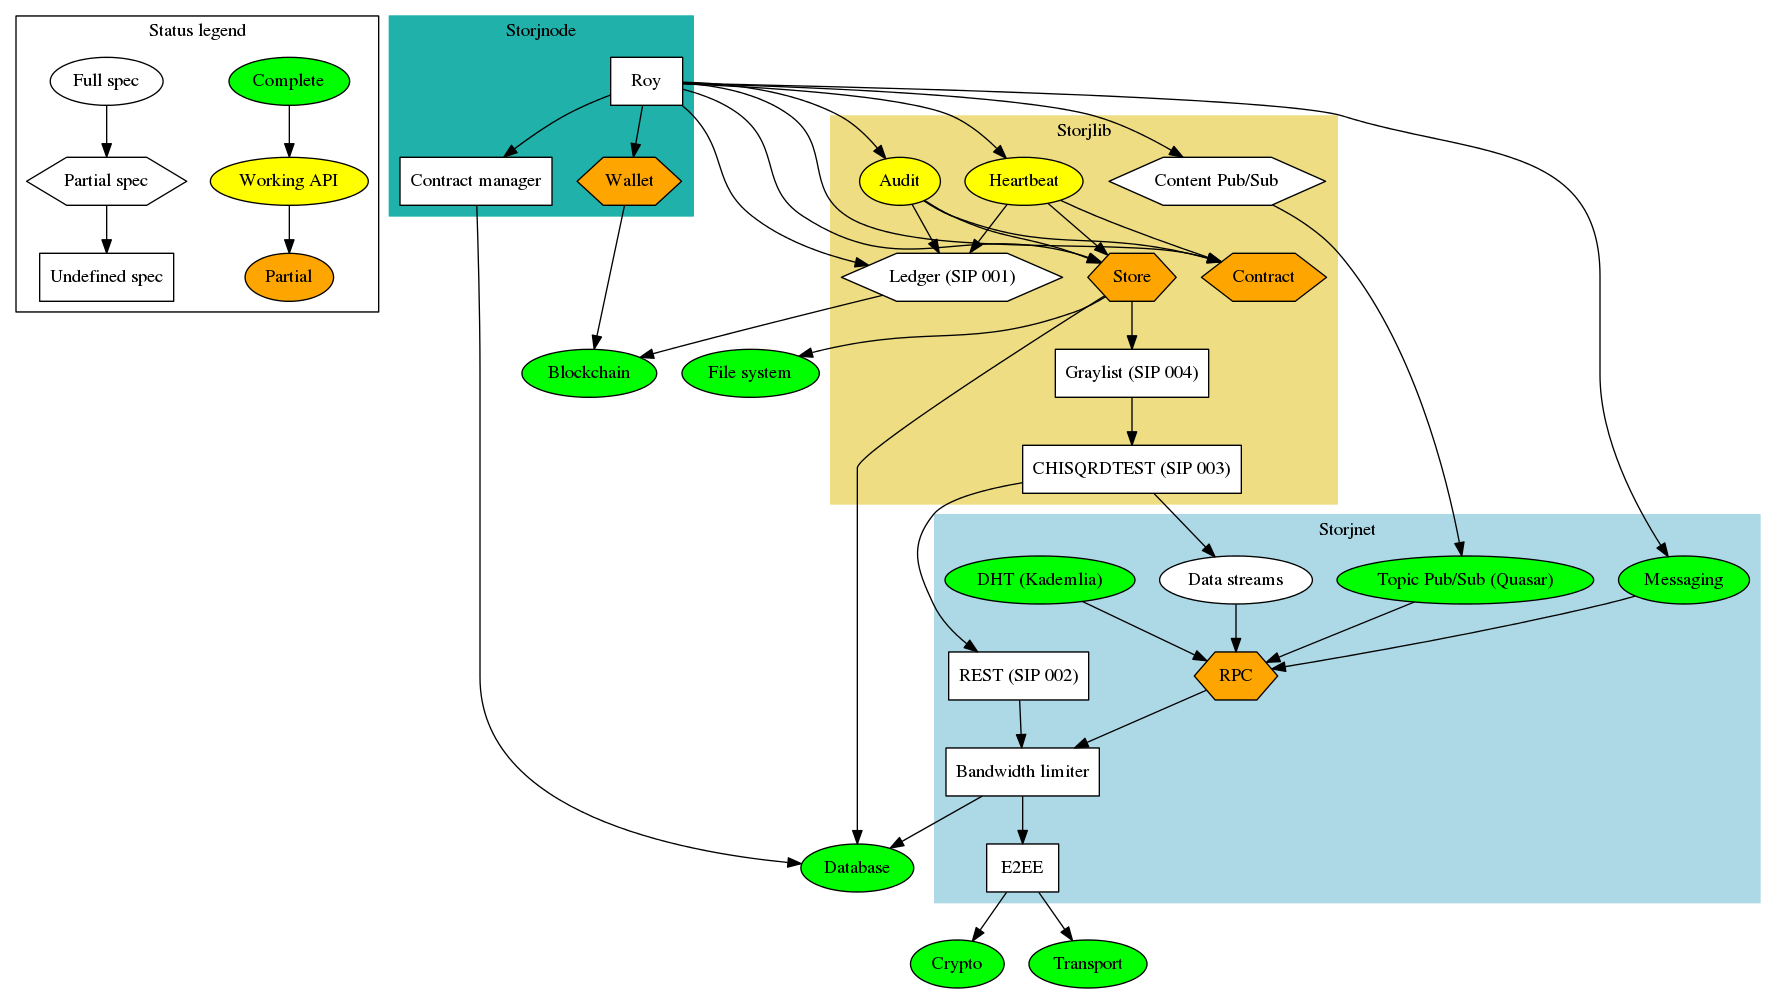 Status legend
Full spec
Complete
Partial spec
Working API
Undefined spec
Partial
Storjnode
Roy
Contract manager
Wallet
Storjlib
Audit
Heartbeat
Content Pub/Sub
Ledger (SIP 001)
Store
Contract
Blockchain
File system
Graylist (SIP 004)
CHISQRDTEST (SIP 003)
Storjnet
DHT (Kademlia)
Data streams
Topic Pub/Sub (Quasar)
Messaging
REST (SIP 002)
RPC
Bandwidth limiter
Database
E2EE
Crypto
Transport